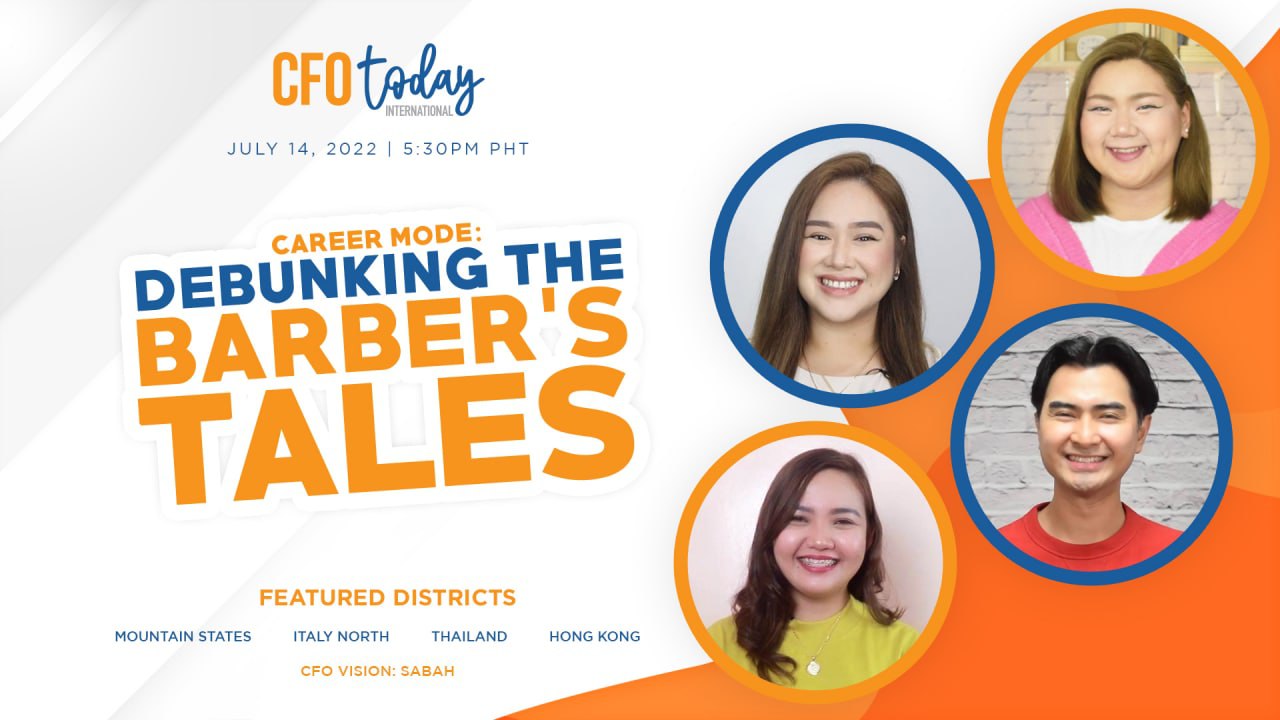 CFO today
INTERNATIONAL
JULY 14, 2022 | 5:30PM PHT
CAREER MODE:
DEBUNKING THE
BARBER'S
TALES
FEATURED DISTRICTS
MOUNTAIN STATES ITALY NORTH THAILAND HONG KONG
CFO VISION: SABAH